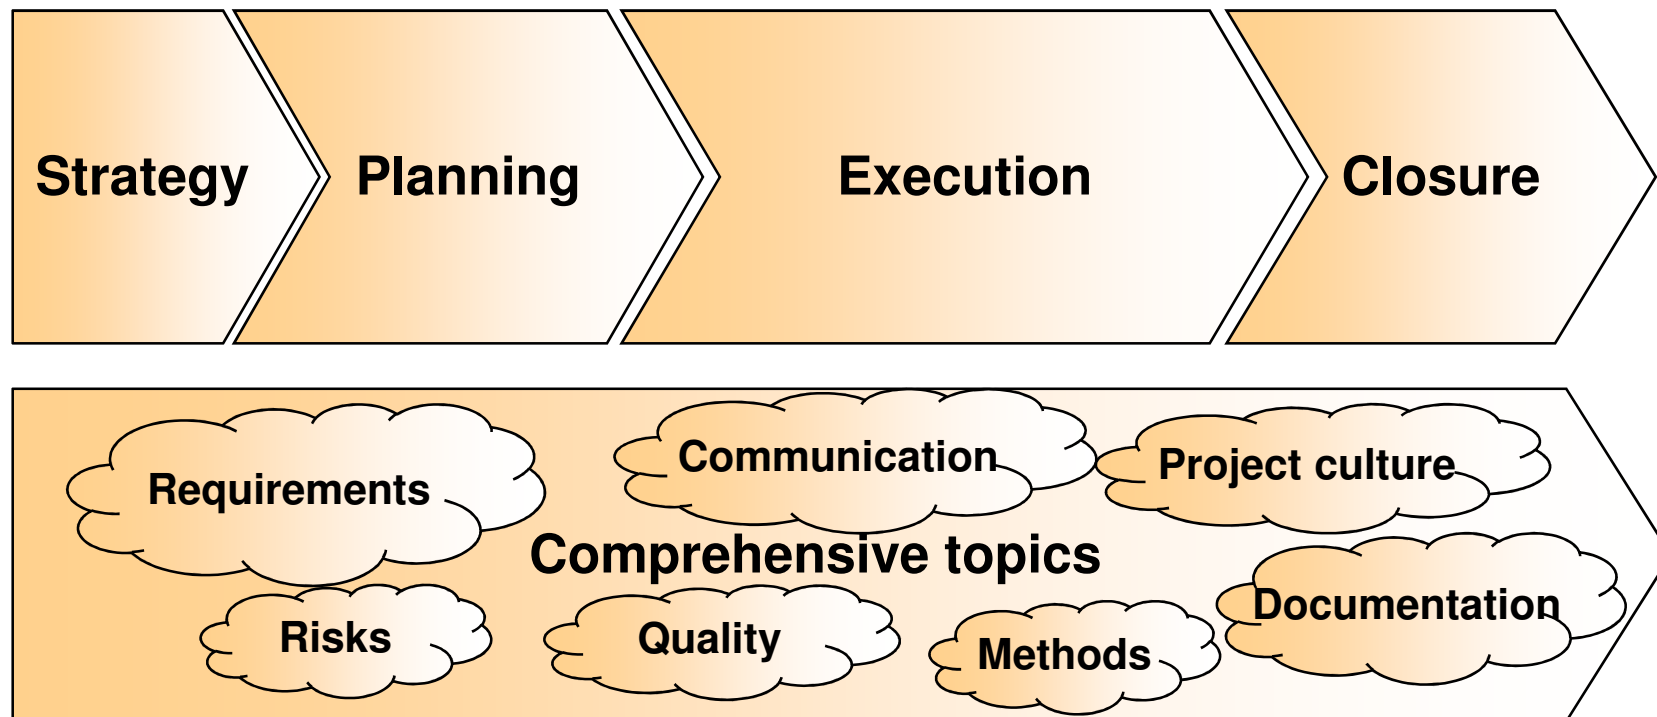 Strategy
Planning
Execution
Closure
Requirements
Communication
Project culture
Comprehensive topics
Risks
Quality
Methods
Documentation